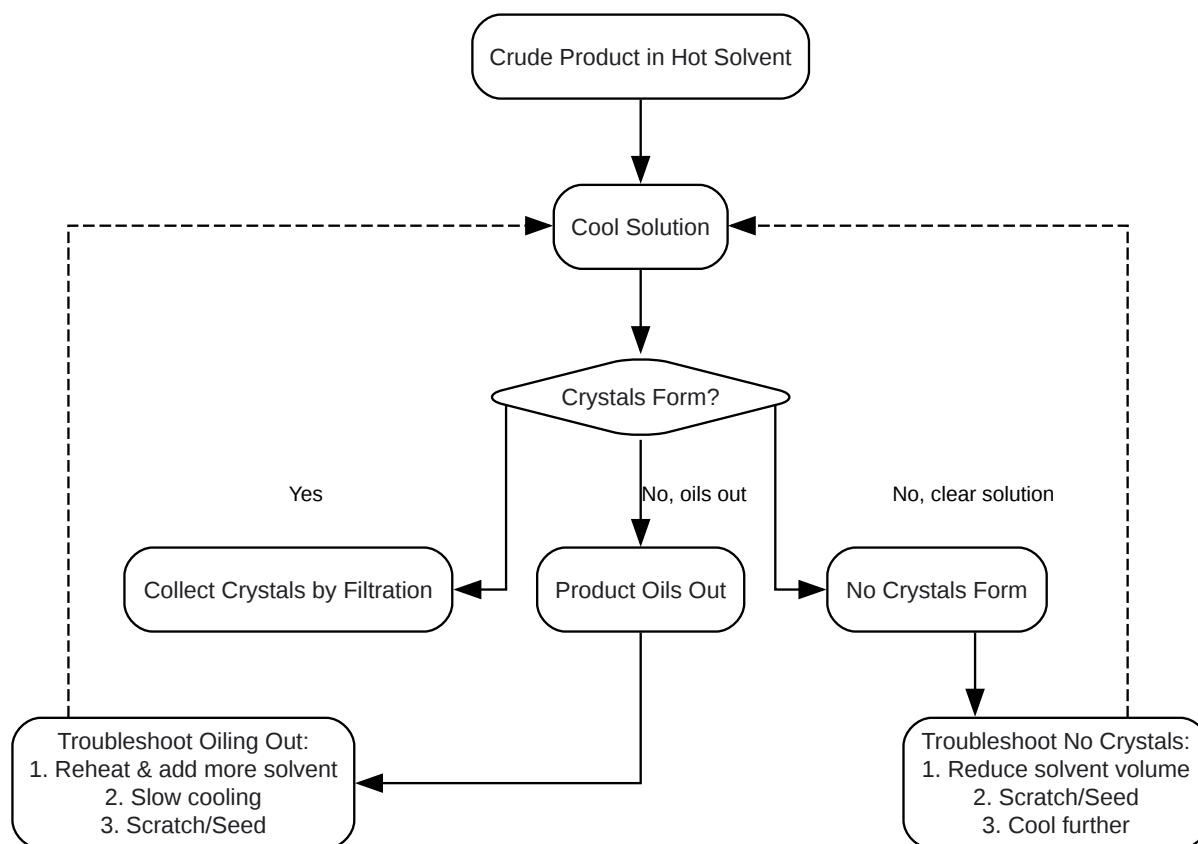 Crude Product in Hot Solvent
Cool Solution
Crystals Form?
Yes
No, oils out
No, clear solution
Collect Crystals by Filtration
Product Oils Out
No Crystals Form
Troubleshoot Oiling Out:
1. Reheat & add more solvent
2. Slow cooling
3. Scratch/Seed
Troubleshoot No Crystals:
1. Reduce solvent volume
2. Scratch/Seed
3. Cool further